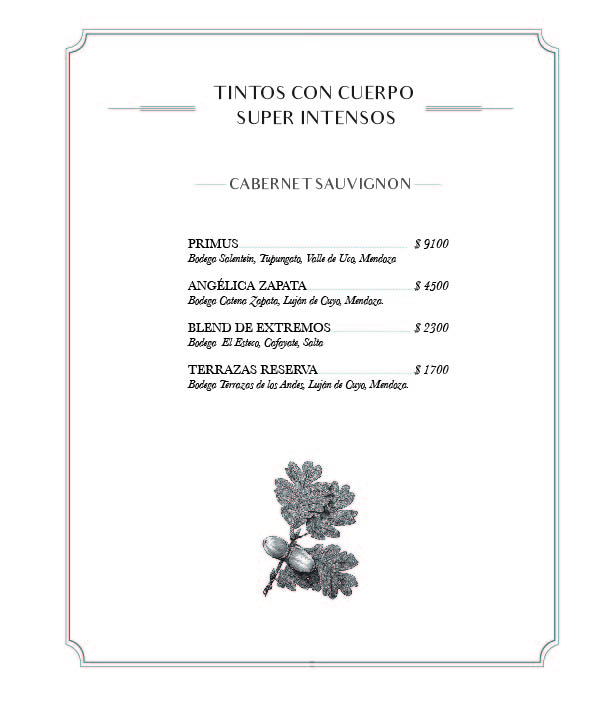 TINTOS CON CUERPO
SUPER INTENSOS
CABERNET SAUVIGNON
PRIMUS $ 9100
Bodega Salentein, Tupungato, Valle de Uco, Mendoza
ANGÉLICA ZAPATA $ 4500
Bodega Catena Zapata, Luján de Cuyo, Mendoza.
BLEND DE EXTREMOS $ 2300
Bodega El Esteco, Cafayate, Salta
TERRAZAS RESERVA $ 1700
Bodega Terrazas de los Andes, Luján de Cuyo, Mendoza.